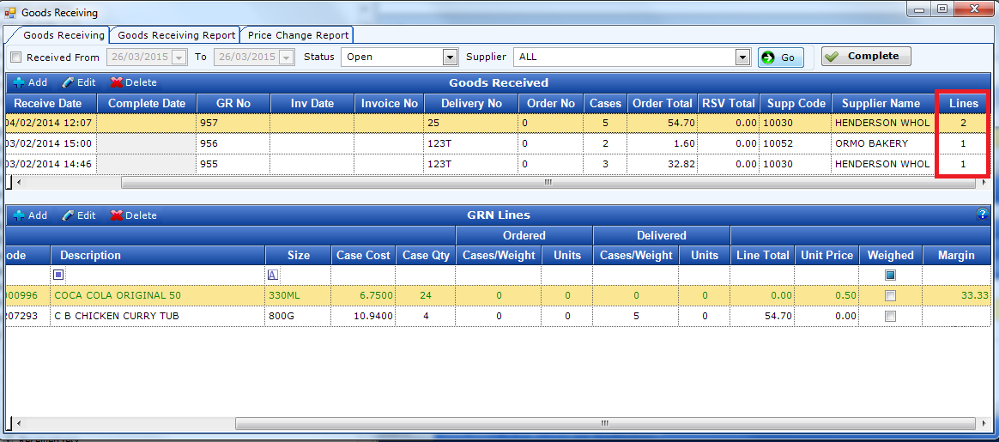 Goods Receiving
Goods Receiving Goods Receiving Report Price Change Report
Received From 26/03/2015 To 26/03/2015 Status Open Supplier ALL Go Complete
Add Edit Delete Goods Received
Receive Date Complete Date GR No Inv Date Invoice No Delivery No Order No Cases Order Total RSV Total Supp Code Supplier Name Lines
04/02/2014 12:07 957 25 0 5 54.70 0.00 10030 HENDERSON WHOL 2
03/02/2014 15:00 956 123T 0 2 1.60 0.00 10052 ORMO BAKERY 1
03/02/2014 14:46 955 123T 0 3 32.82 0.00 10030 HENDERSON WHOL 1
Add Edit Delete GRN Lines ?
Ordered Delivered
ode Description Size Case Cost Case Qty Cases/Weight Units Cases/Weight Units Line Total Unit Price Weighed Margin
A
000996 COCA COLA ORIGINAL 50 330ML 6.7500 24 0 0 0 0 0.00 0.50 33.33
207293 C B CHICKEN CURRY TUB 800G 10.9400 4 0 0 5 0 54.70 0.00